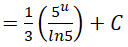 = 1/3 (5^u / ln5) + C